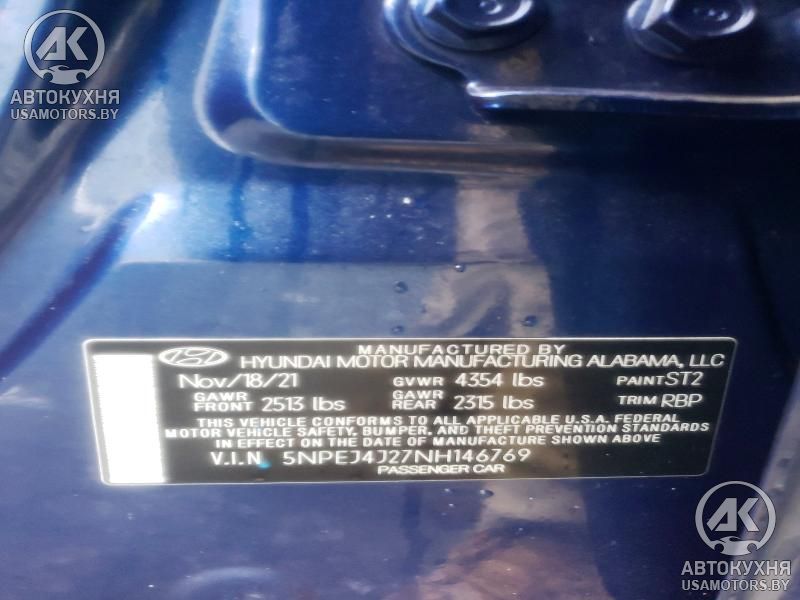 AK
АВТОКУХНЯ
USAMOTORS.BY
MANUFACTURED BY
HYUNDAI MOTOR MANUFACTURING ALABAMA, LLC
Nov/18/21 GVWR 4354 lbs PAINT ST2
GAWR FRONT 2513 lbs GAWR REAR 2315 lbs TRIM RBP
THIS VEHICLE CONFORMS TO ALL APPLICABLE U.S.A. FEDERAL
MOTOR VEHICLE SAFETY, BUMPER, AND THEFT PREVENTION STANDARDS
IN EFFECT ON THE DATE OF MANUFACTURE SHOWN ABOVE
V.I.N 5NPEJ4J27NH146769
PASSENGER CAR
AK
АВТОКУХНЯ
USAMOTORS.BY